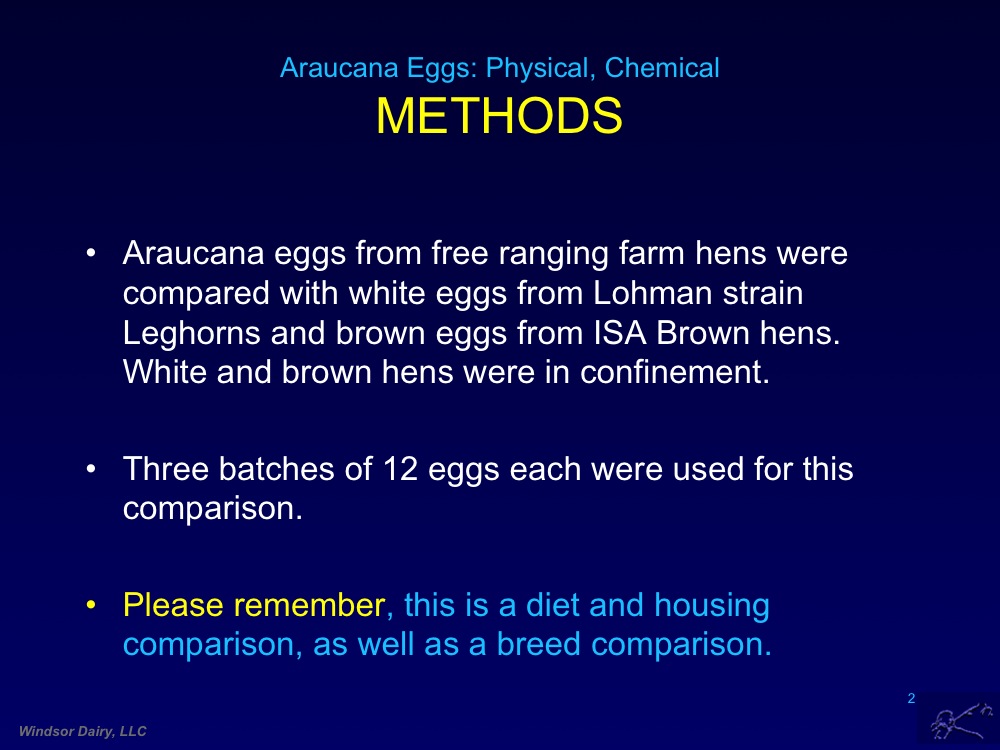 Araucana Eggs: Physical, Chemical
METHODS
• Araucana eggs from free ranging farm hens were
compared with white eggs from Lohman strain
Leghorns and brown eggs from ISA Brown hens.
White and brown hens were in confinement.
• Three batches of 12 eggs each were used for this
comparison.
• Please remember, this is a diet and housing
comparison, as well as a breed comparison.
2
Windsor Dairy, LLC